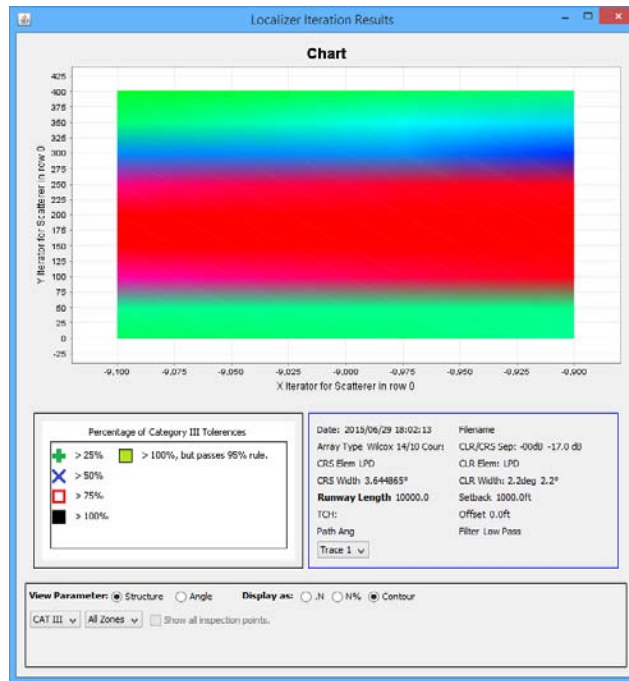 Localizer Iteration Results
Chart
Y Iterator for Scatterer in row 0
425
400
375
350
325
300
275
250
225
200
175
150
125
100
75
50
25
0
-25
-9,100 -9,075 -9,050 -9,025 -9,000 -8,975 -9,950 -9,925 -9,900
X Iterator for Scatterer in row 0
Percentage of Category III Tolerences
> 25% > 100%, but passes 95% rule.
> 50%
> 75%
> 100%
Date: 2015/06/29 18:02:13 Filename
Array Type Wilcox 14/10 Cour: CLR/CRS Sep: -00dB -17.0 dB
CRS Elem LPD CLR Elem: LPD
CRS Width 3.644865° CLR Width: 2.2deg 2.2°
Runway Length 10000.0 Setback 1000.0ft
TCH: Offset 0.0ft
Path Ang Filter Low Pass
Trace 1
View Parameter: Structure Angle Display as: .N N% Contour
CAT III All Zones Show all inspection points.